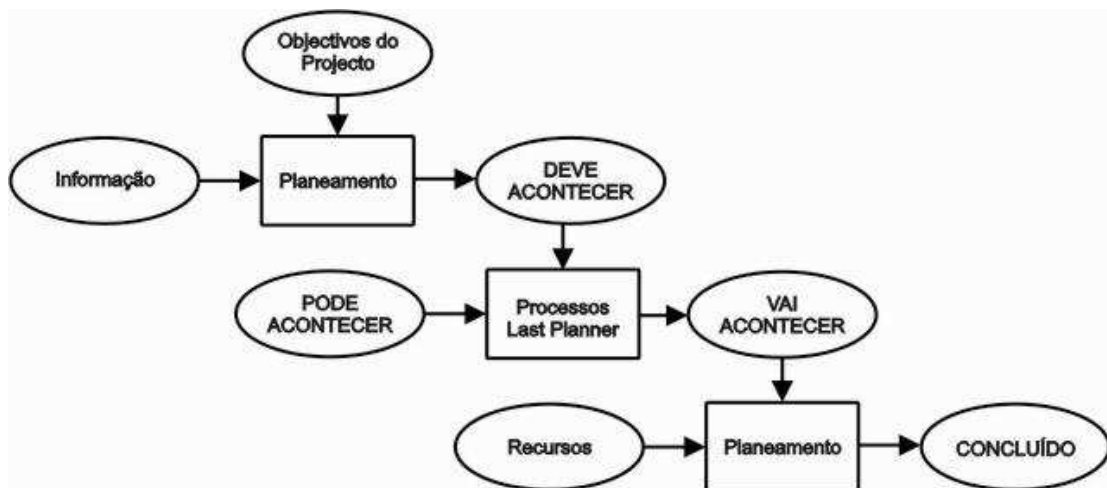 Objectivos do
Projecto
Informação
Planeamento
DEVE
ACONTECER
PODE
ACONTECER
Processos
Last Planner
VAI
ACONTECER
Recursos
Planeamento
CONCLUÍDO